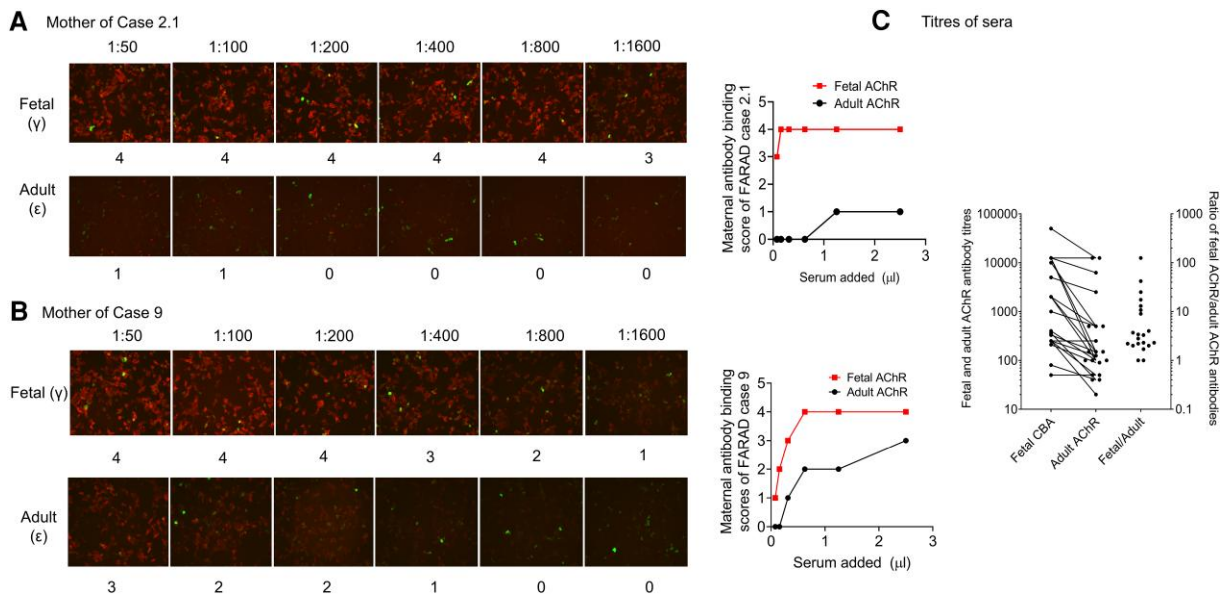 A Mother of Case 2.1
1:50 1:100 1:200 1:400 1:800 1:1600
Fetal
(γ)
4 4 4 4 4 3
Adult
(ε)
1 1 0 0 0 0
Fetal AChR
Adult AChR
Maternal antibody binding
score of FARAD case 2.1
5
4
3
2
1
0
0 1 2 3
Serum added (μl)
B Mother of Case 9
1:50 1:100 1:200 1:400 1:800 1:1600
Fetal (γ)
4 4 4 3 2 1
Adult
(ε)
3 2 2 1 0 0
Fetal AChR
Adult AChR
Maternal antibody binding
scores of FARAD case 9
5
4
3
2
1
0
0 1 2 3
Serum added (μl)
C Titres of sera
Fetal and adult AChR antibody titres
100000
10000
1000
100
10
Fetal CBA
Adult AChR
Fetal/Adult
1000
100
10
1
0.1
Ratio of fetal AChR/adult AChR antibodies